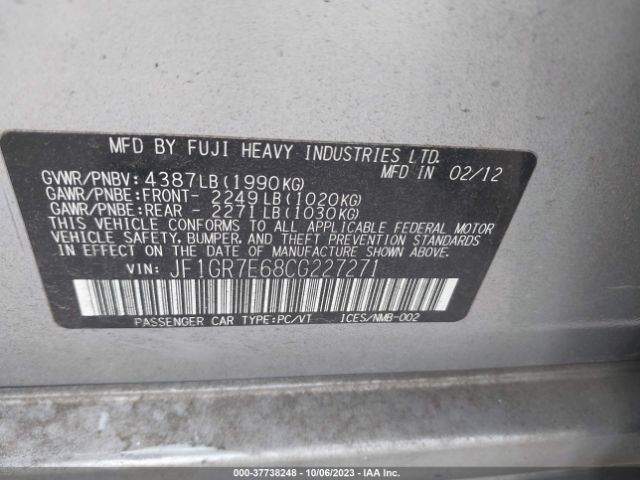 MFD BY FUJI HEAVY INDUSTRIES LTD.
MFD IN 02/12
GVWR/PNBV: 4387LB(1990KG)
GAWR/PNBE:FRONT- 2249LB(1020KG)
GAWR/PNBE:REAR - 2271LB(1030KG)
THIS VEHICLE CONFORMS TO ALL APPLICABLE FEDERAL MOTOR
VEHICLE SAFETY, BUMPER, AND THEFT PREVENTION STANDARDS
IN EFFECT ON THE DATE OF MANUFACTURE SHOWN ABOVE.
VIN: JF1GR7E68CG227271
PASSENGER CAR TYPE:PC/VT ICES/NMB-002
000-37738248 - 10/06/2023 - IAA Inc.